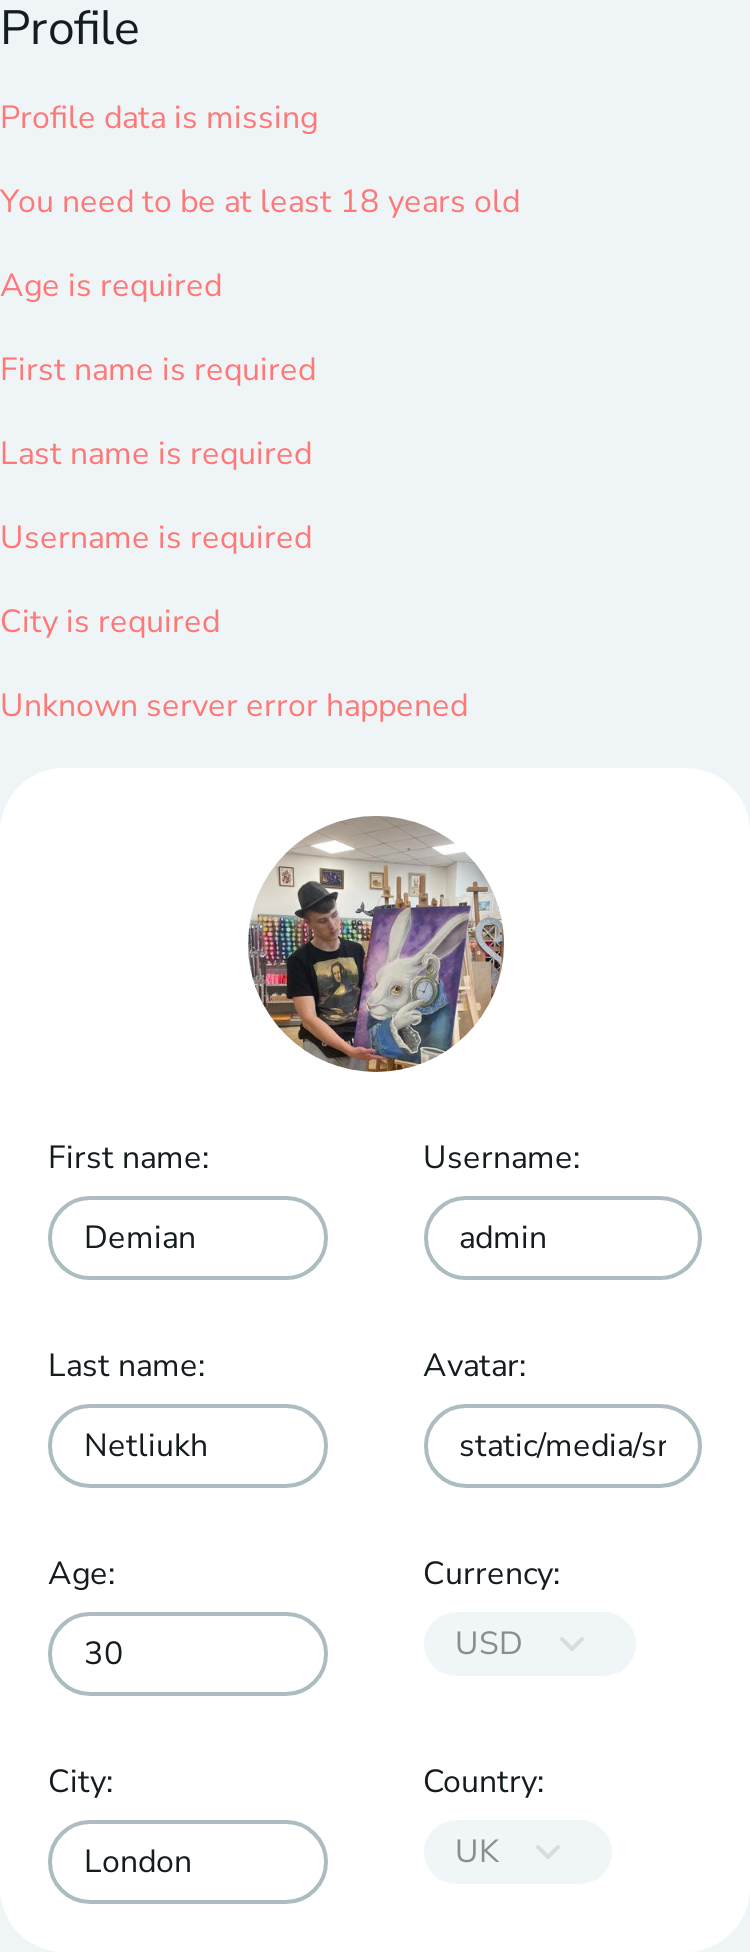 Profile
Profile data is missing
You need to be at least 18 years old
Age is required
First name is required
Last name is required
Username is required
City is required
Unknown server error happened
First name:
Username:
Demian
admin
Last name:
Avatar:
Netliukh
static/media/sr
Age:
Currency:
30
USD
City:
Country:
London
UK